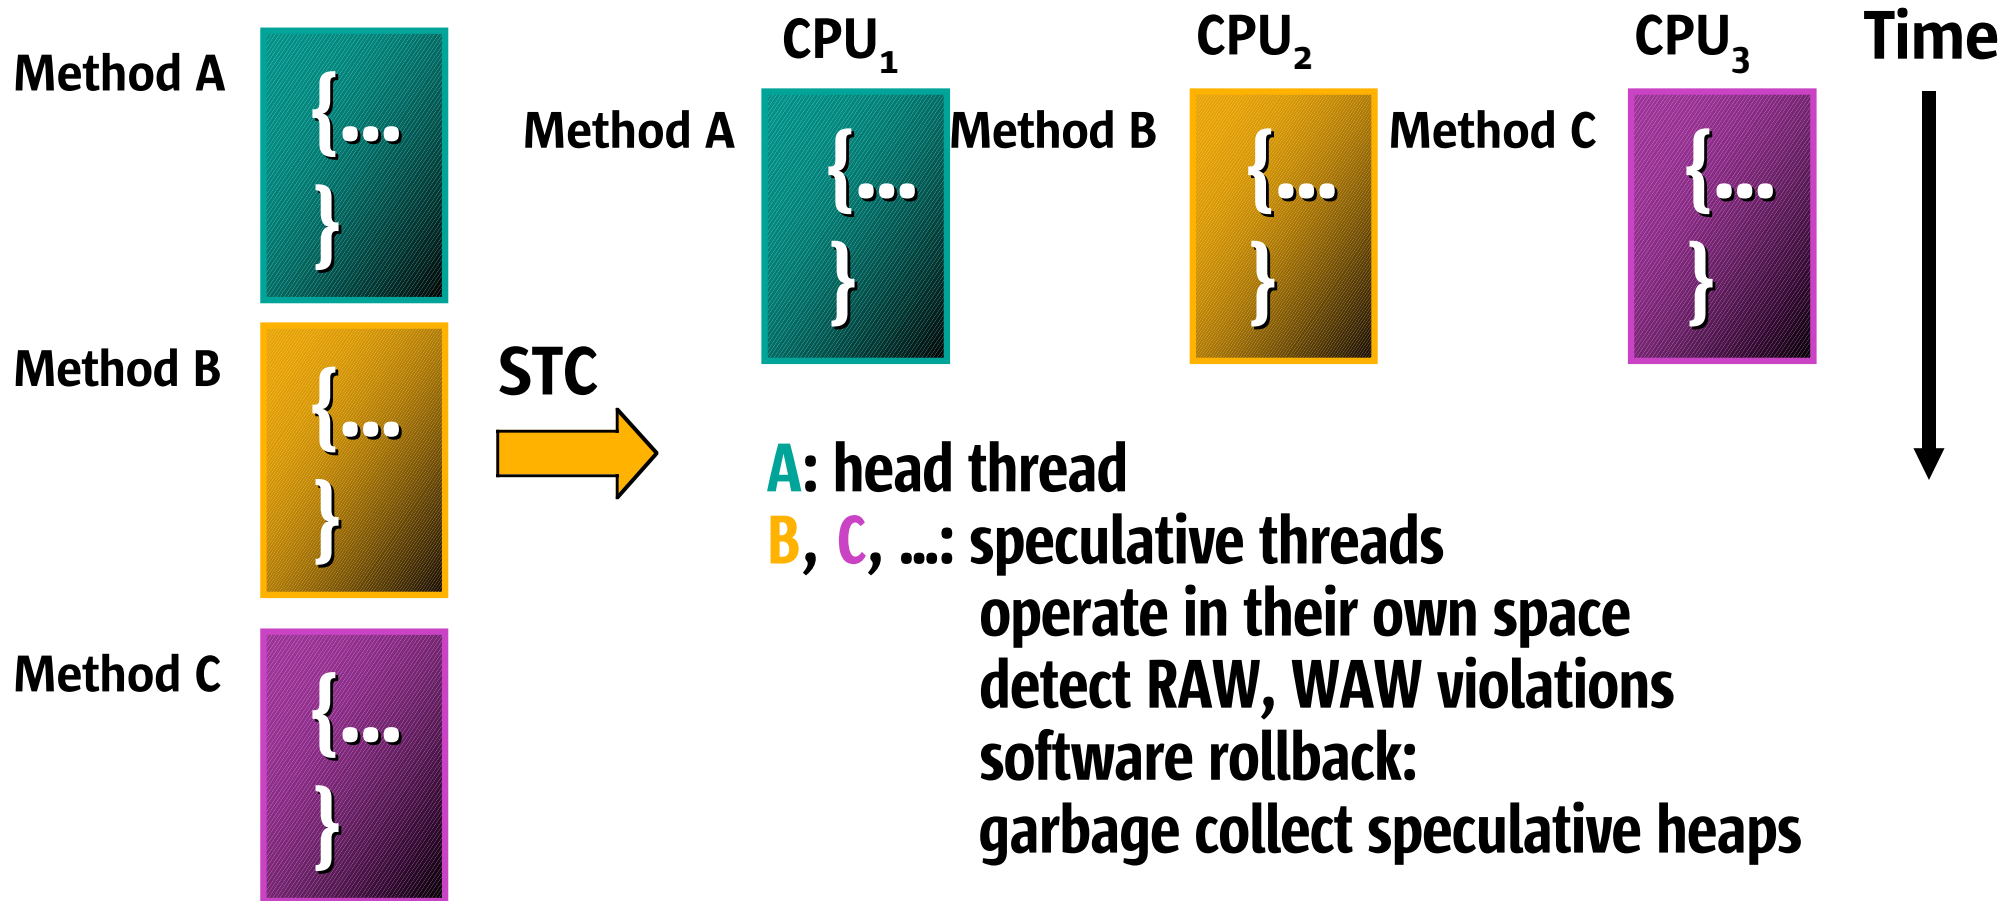 Method A
{...
}
Method B
{...
}
Method C
{...
}
STC
CPU1
CPU2
CPU3
Time
Method A
{...
}
Method B
{...
}
Method C
{...
}
A: head thread
B, C, ...: speculative threads
operate in their own space
detect RAW, WAW violations
software rollback:
garbage collect speculative heaps